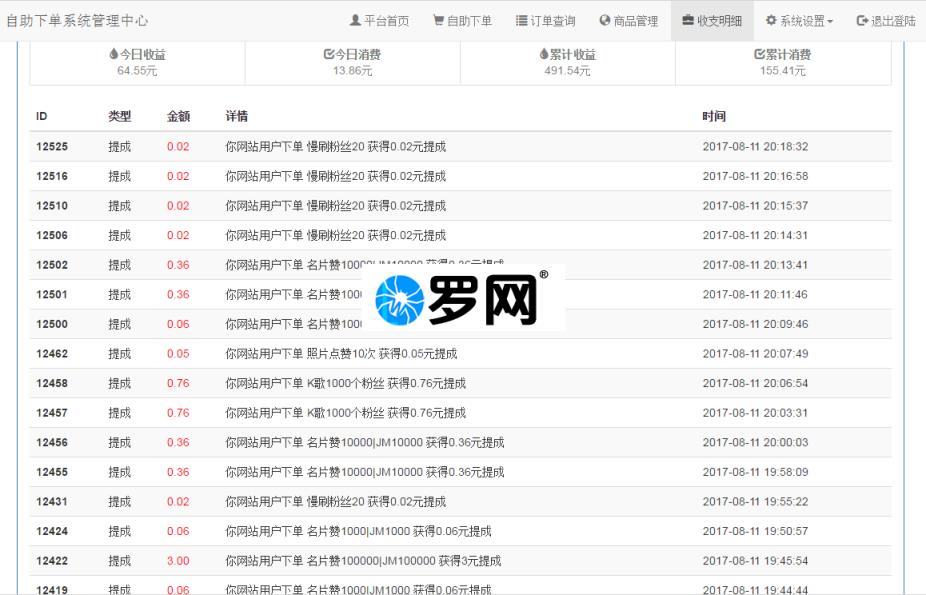 自助下单系统管理中心 平台首页 自助下单 订单查询 商品管理 收支明细 系统设置 退出登陆
今日收益 今日消费 累计收益 累计消费
64.55元 13.86元 491.54元 155.41元
ID 类型 金额 详情 时间
12525 提成 0.02 你网站用户下单 慢刷粉丝20 获得0.02元提成 2017-08-11 20:18:32
12516 提成 0.02 你网站用户下单 慢刷粉丝20 获得0.02元提成 2017-08-11 20:16:58
12510 提成 0.02 你网站用户下单 慢刷粉丝20 获得0.02元提成 2017-08-11 20:15:37
12506 提成 0.02 你网站用户下单 慢刷粉丝20 获得0.02元提成 2017-08-11 20:14:31
12502 提成 0.36 你网站用户下单 名片赞10000|JM10000 获得0.36元提成 2017-08-11 20:13:41
12501 提成 0.36 你网站用户下单 名片赞100 2017-08-11 20:11:46
罗网®
12500 提成 0.06 你网站用户下单 名片赞100 2017-08-11 20:09:46
12462 提成 0.05 你网站用户下单 照片点赞10次 获得0.05元提成 2017-08-11 20:07:49
12458 提成 0.76 你网站用户下单 K歌1000个粉丝 获得0.76元提成 2017-08-11 20:06:54
12457 提成 0.76 你网站用户下单 K歌1000个粉丝 获得0.76元提成 2017-08-11 20:03:31
12456 提成 0.36 你网站用户下单 名片赞10000|JM10000 获得0.36元提成 2017-08-11 20:00:03
12455 提成 0.36 你网站用户下单 名片赞10000|JM10000 获得0.36元提成 2017-08-11 19:58:09
12431 提成 0.02 你网站用户下单 慢刷粉丝20 获得0.02元提成 2017-08-11 19:55:22
12424 提成 0.06 你网站用户下单 名片赞1000|JM1000 获得0.06元提成 2017-08-11 19:50:57
12422 提成 3.00 你网站用户下单 名片赞100000|JM100000 获得3元提成 2017-08-11 19:45:54
12419 提成 0.06 你网站用户下单 名片赞1000|JM1000 获得0.06元提成 2017-08-11 19:44:44